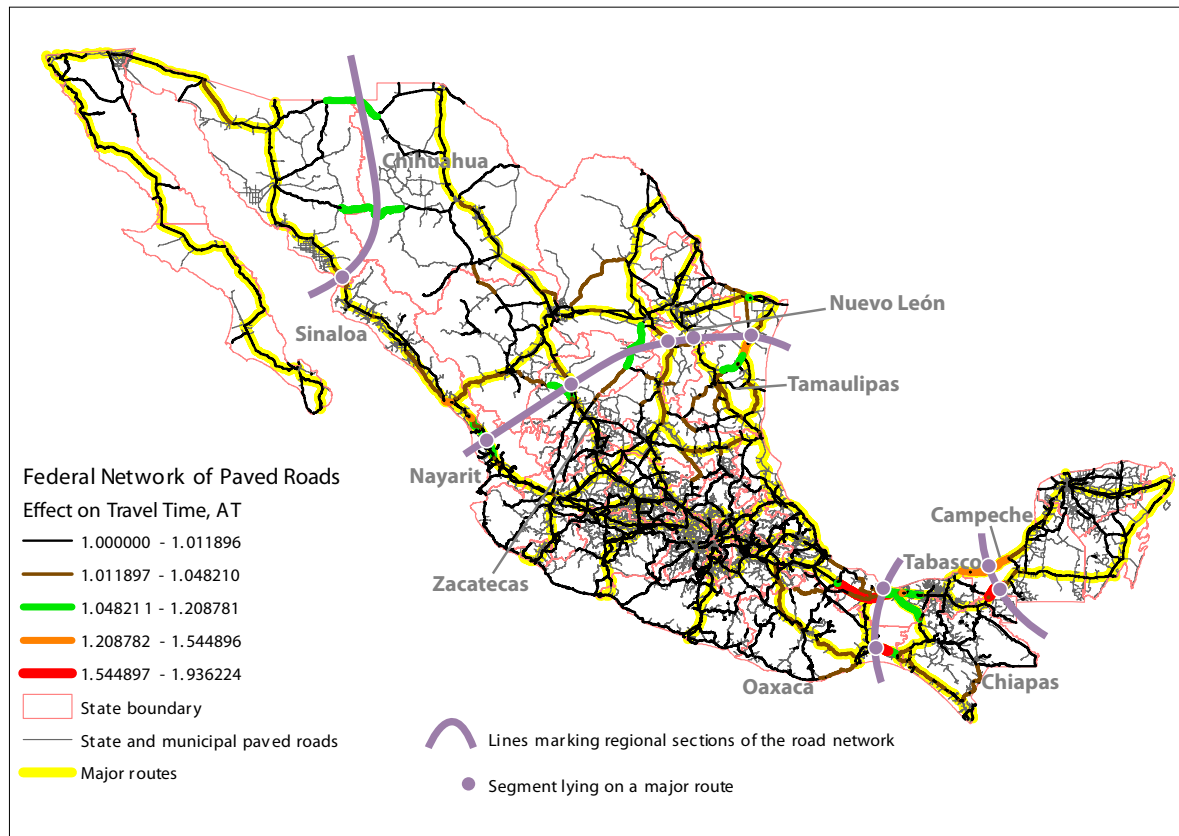 Chihuahua
Nuevo León
Sinaloa
Tamaulipas
Nayarit
Campeche
Tabasco
Zacatecas
Oaxaca
Chiapas
Federal Network of Paved Roads
Effect on Travel Time, AT
1.000000 - 1.011896
1.011897 - 1.048210
1.048211 - 1.208781
1.208782 - 1.544896
1.544897 - 1.936224
State boundary
State and municipal paved roads
Major routes
Lines marking regional sections of the road network
Segment lying on a major route